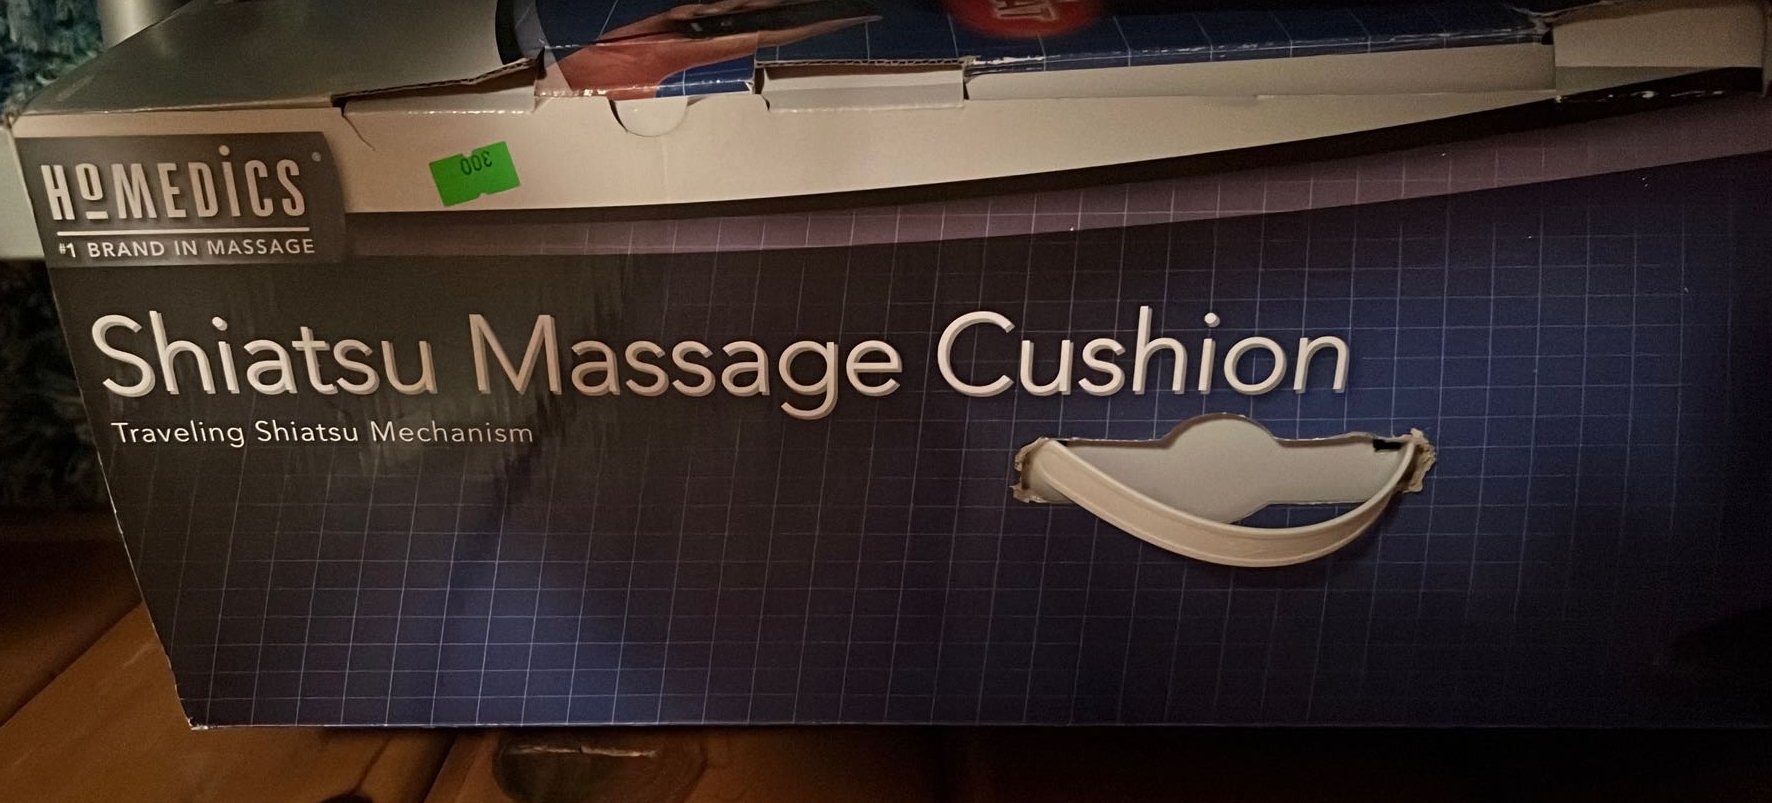 HoMEDiCS®
#1 BRAND IN MASSAGE
300
Shiatsu Massage Cushion
Traveling Shiatsu Mechanism